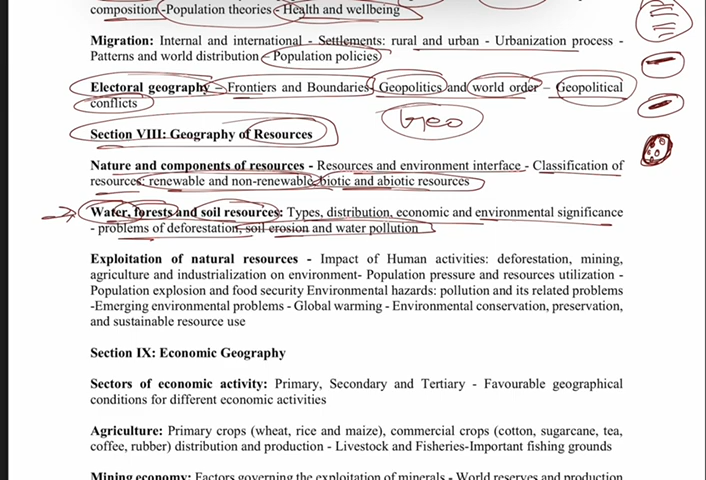 composition-Population theories - Health and wellbeing
Migration: Internal and international - Settlements: rural and urban - Urbanization process -
Patterns and world distribution - Population policies
Electoral geography – Frontiers and Boundaries- Geopolitics and world order – Geopolitical
conflicts
Geo
Section VIII: Geography of Resources
Nature and components of resources - Resources and environment interface - Classification of
resources: renewable and non-renewable, biotic and abiotic resources
Water, forests and soil resources: Types, distribution, economic and environmental significance
- problems of deforestation, soil erosion and water pollution
Exploitation of natural resources - Impact of Human activities: deforestation, mining,
agriculture and industrialization on environment- Population pressure and resources utilization -
Population explosion and food security Environmental hazards: pollution and its related problems
-Emerging environmental problems - Global warming - Environmental conservation, preservation,
and sustainable resource use
Section IX: Economic Geography
Sectors of economic activity: Primary, Secondary and Tertiary - Favourable geographical
conditions for different economic activities
Agriculture: Primary crops (wheat, rice and maize), commercial crops (cotton, sugarcane, tea,
coffee, rubber) distribution and production - Livestock and Fisheries-Important fishing grounds
Mining economy: Factors governing the exploitation of minerals - World reserves and production